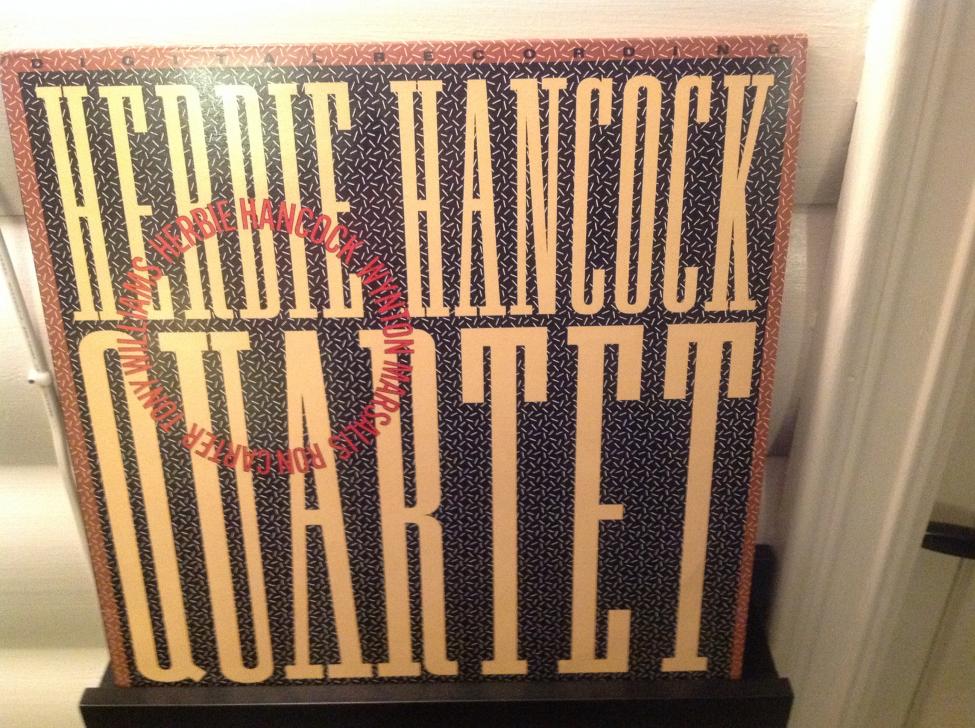 DIGITAL RECORDING
HERBIE HANCOCK
QUARTET
HERBIE HANCOCK WYNTON MARSALIS RON CARTER TONY WILLIAMS